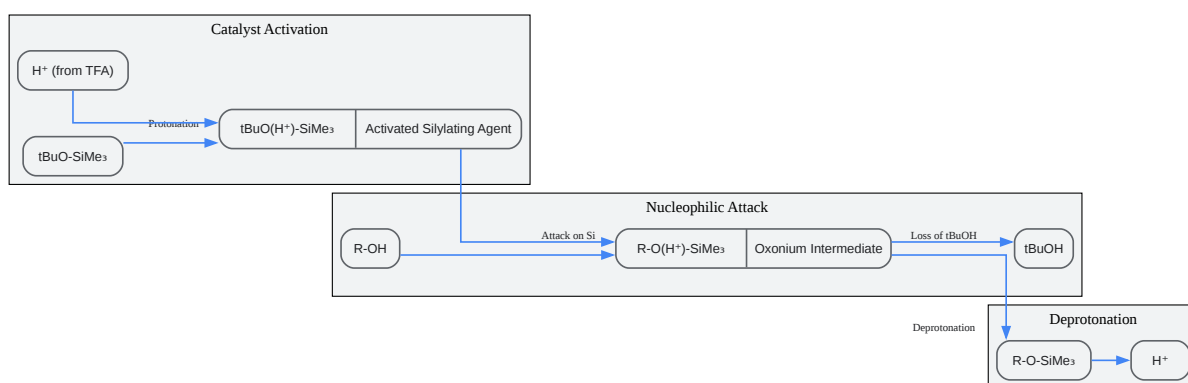 Catalyst Activation
H⁺ (from TFA)
Protonation
tBuO(H⁺)-SiMe₃
Activated Silylating Agent
tBuO-SiMe₃
Nucleophilic Attack
R-OH
Attack on Si
R-O(H⁺)-SiMe₃
Oxonium Intermediate
Loss of tBuOH
tBuOH
Deprotonation
Deprotonation
R-O-SiMe₃
H⁺